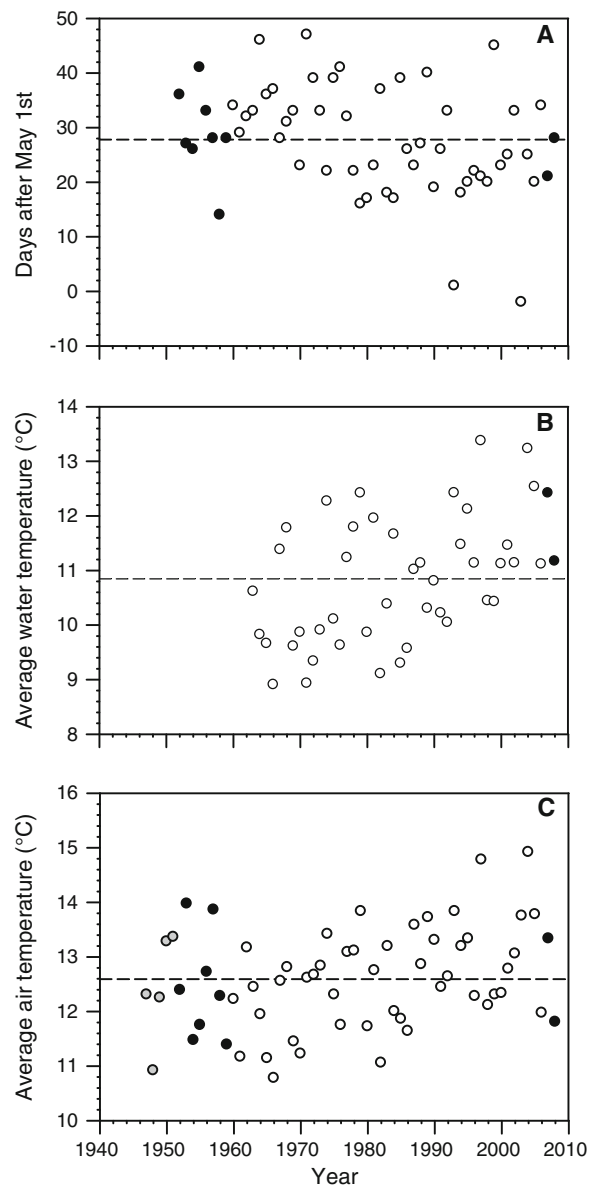 A
50
40
30
20
10
0
-10
Days after May 1st
B
14
13
12
11
10
9
8
Average water temperature (°C)
C
16
15
14
13
12
11
10
Average air temperature (°C)
1940 1950 1960 1970 1980 1990 2000 2010
Year